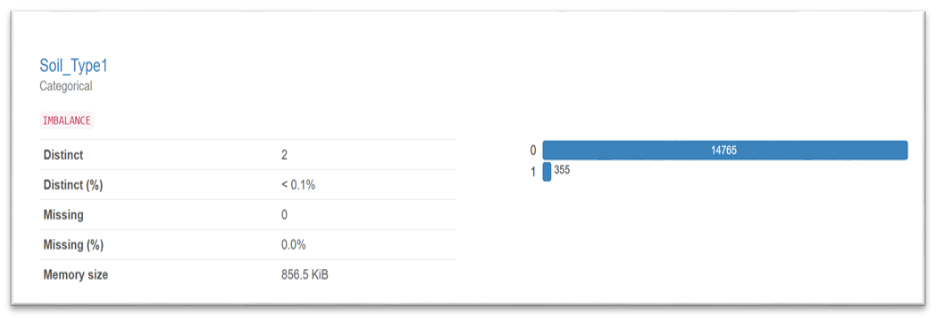 Soil_Type1
Categorical
IMBALANCE
Distinct 2
Distinct (%) < 0.1%
Missing 0
Missing (%) 0.0%
Memory size 856.5 KiB
0 14765
1 355